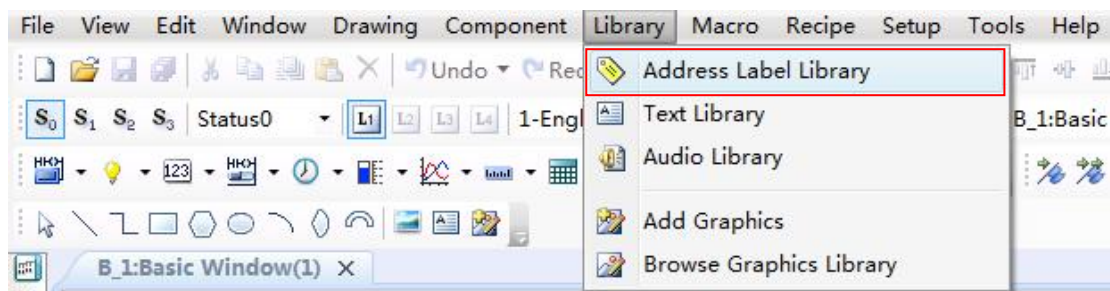 File View Edit Window Drawing Component Library Macro Recipe Setup Tools Help
Undo Address Label Library
S0 S1 S2 S3 Status0 L1 L2 L3 L4 1-Engl Text Library B_1:Basic
123 Audio Library
Add Graphics
B_1:Basic Window(1) Browse Graphics Library